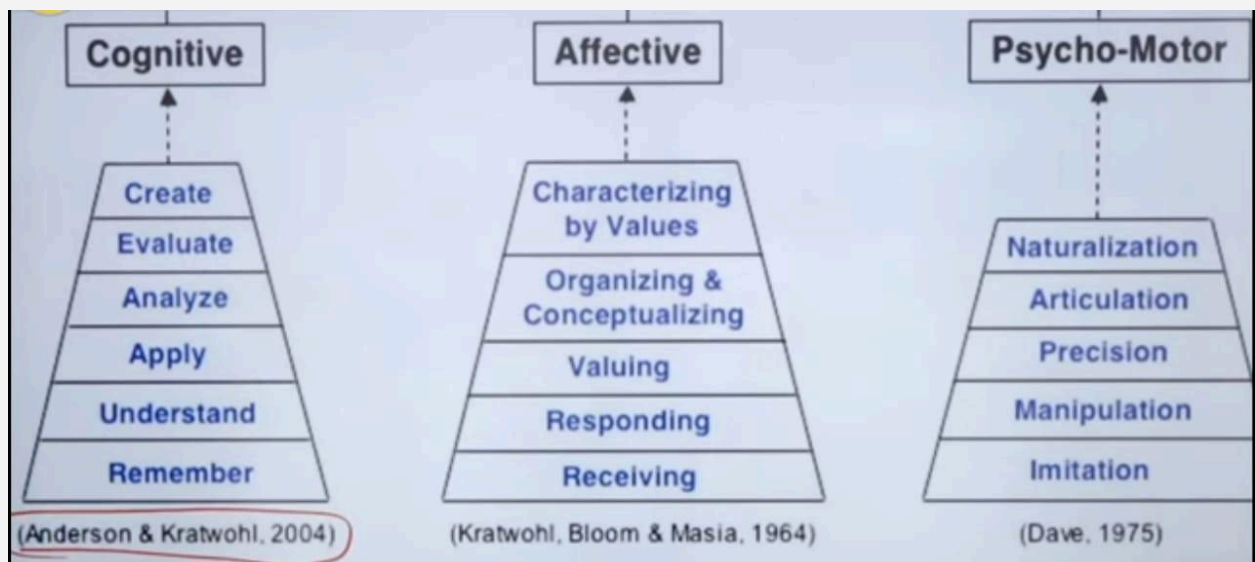 Cognitive
Create
Evaluate
Analyze
Apply
Understand
Remember
(Anderson & Kratwohl, 2004)
Affective
Characterizing
by Values
Organizing &
Conceptualizing
Valuing
Responding
Receiving
(Kratwohl, Bloom & Masia, 1964)
Psycho-Motor
Naturalization
Articulation
Precision
Manipulation
Imitation
(Dave, 1975)